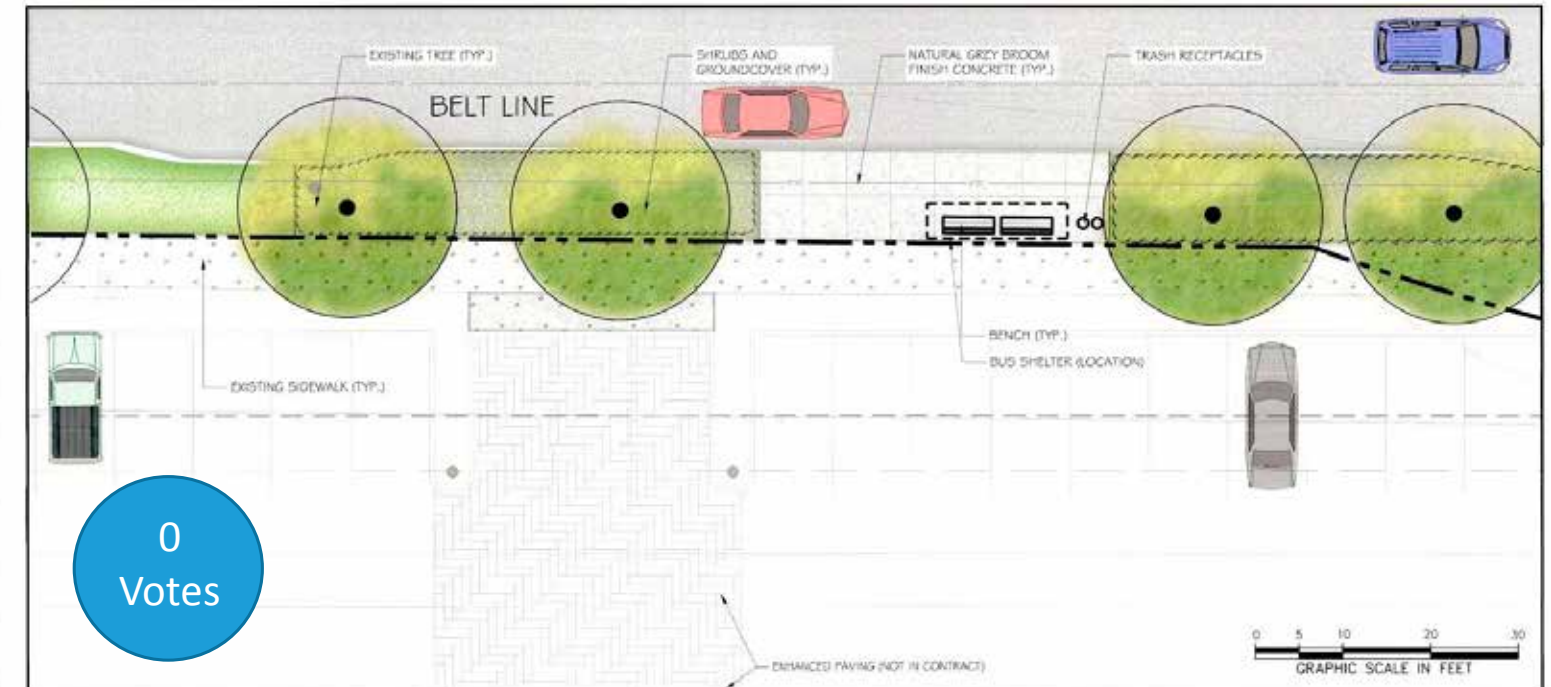 EXISTING TREE (TYP.)
SHRUBS AND
GROUNDCOVER (TYP.)
NATURAL GREY BROOM
FINISH CONCRETE (TYP.)
TRASH RECEPTACLES
BELT LINE
BENCH (TYP.)
BUS SHELTER (LOCATION)
EXISTING SIDEWALK (TYP.)
0
Votes
ENHANCED PAVING (NOT IN CONTRACT)
0 5 10 20 30
GRAPHIC SCALE IN FEET